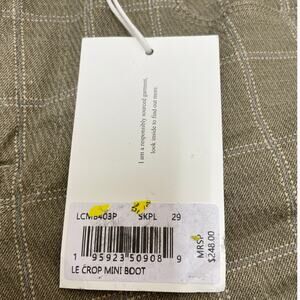 I am a responsibly sourced garment,
look inside to find out more.
LCMB403P SKPL 29
1 95923 50908 9
MRSP
$248.00
LE CROP MINI BOOT